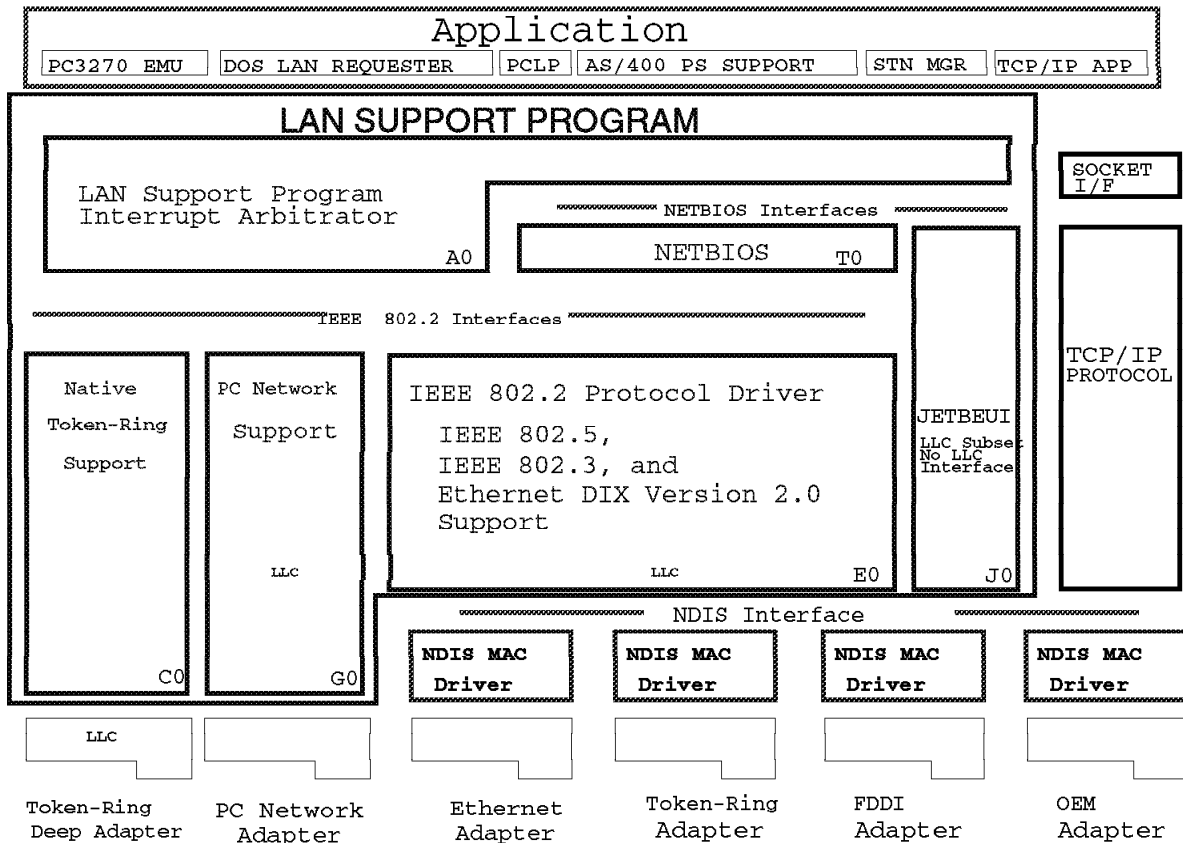 Application
PC3270 EMU
DOS LAN REQUESTER
PCLP
AS/400 PS SUPPORT
STN MGR
TCP/IP APP
LAN SUPPORT PROGRAM
LAN Support Program
Interrupt Arbitrator
A0
SOCKET
I/F
NETBIOS Interfaces
NETBIOS
T0
IEEE 802.2 Interfaces
Native
Token-Ring
Support
C0
PC Network
Support
LLC
G0
IEEE 802.2 Protocol Driver
IEEE 802.5,
IEEE 802.3, and
Ethernet DIX Version 2.0
Support
LLC
E0
JETBEUI
LLC Subset
No LLC
Interface
J0
TCP/IP
PROTOCOL
NDIS Interface
NDIS MAC
Driver
NDIS MAC
Driver
NDIS MAC
Driver
NDIS MAC
Driver
LLC
Token-Ring
Deep Adapter
PC Network
Adapter
Ethernet
Adapter
Token-Ring
Adapter
FDDI
Adapter
OEM
Adapter